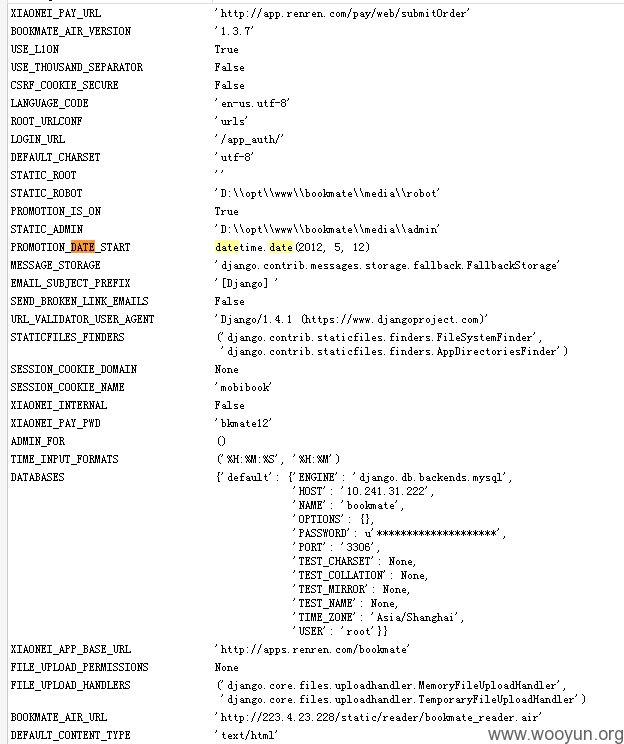 XIAONEI_PAY_URL 'http://app.renren.com/pay/web/submitOrder'
BOOKMATE_AIR_VERSION '1.3.7'
USE_L10N True
USE_THOUSAND_SEPARATOR False
CSRF_COOKIE_SECURE False
LANGUAGE_CODE 'en-us.utf-8'
ROOT_URLCONF 'urls'
LOGIN_URL '/app_auth/'
DEFAULT_CHARSET 'utf-8'
STATIC_ROOT ''
STATIC_ROBOT 'D:\\opt\\www\\bookmate\\media\\robot'
PROMOTION_IS_ON True
STATIC_ADMIN 'D:\\opt\\www\\bookmate\\media\\admin'
PROMOTION_DATE_START datetime.date(2012, 5, 12)
MESSAGE_STORAGE 'django.contrib.messages.storage.fallback.FallbackStorage'
EMAIL_SUBJECT_PREFIX '[Django] '
SEND_BROKEN_LINK_EMAILS False
URL_VALIDATOR_USER_AGENT 'Django/1.4.1 (https://www.djangoproject.com)'
STATICFILES_FINDERS ('django.contrib.staticfiles.finders.FileSystemFinder',
'django.contrib.staticfiles.finders.AppDirectoriesFinder')
SESSION_COOKIE_DOMAIN None
SESSION_COOKIE_NAME 'mobibook'
XIAONEI_INTERNAL False
XIAONEI_PAY_PWD 'bkmate12'
ADMIN_FOR ()
TIME_INPUT_FORMATS ('%H:%M:%S', '%H:%M')
DATABASES {'default': {'ENGINE': 'django.db.backends.mysql',
'HOST': '10.241.31.222',
'NAME': 'bookmate',
'OPTIONS': {},
'PASSWORD': u'********************',
'PORT': '3306',
'TEST_CHARSET': None,
'TEST_COLLATION': None,
'TEST_MIRROR': None,
'TEST_NAME': None,
'TIME_ZONE': 'Asia/Shanghai',
'USER': 'root'}}
XIAONEI_APP_BASE_URL 'http://apps.renren.com/bookmate'
FILE_UPLOAD_PERMISSIONS None
FILE_UPLOAD_HANDLERS ('django.core.files.uploadhandler.MemoryFileUploadHandler',
'django.core.files.uploadhandler.TemporaryFileUploadHandler')
BOOKMATE_AIR_URL 'http://223.4.23.228/static/reader/bookmate_reader.air'
DEFAULT_CONTENT_TYPE 'text/html'
www.wooyun.org